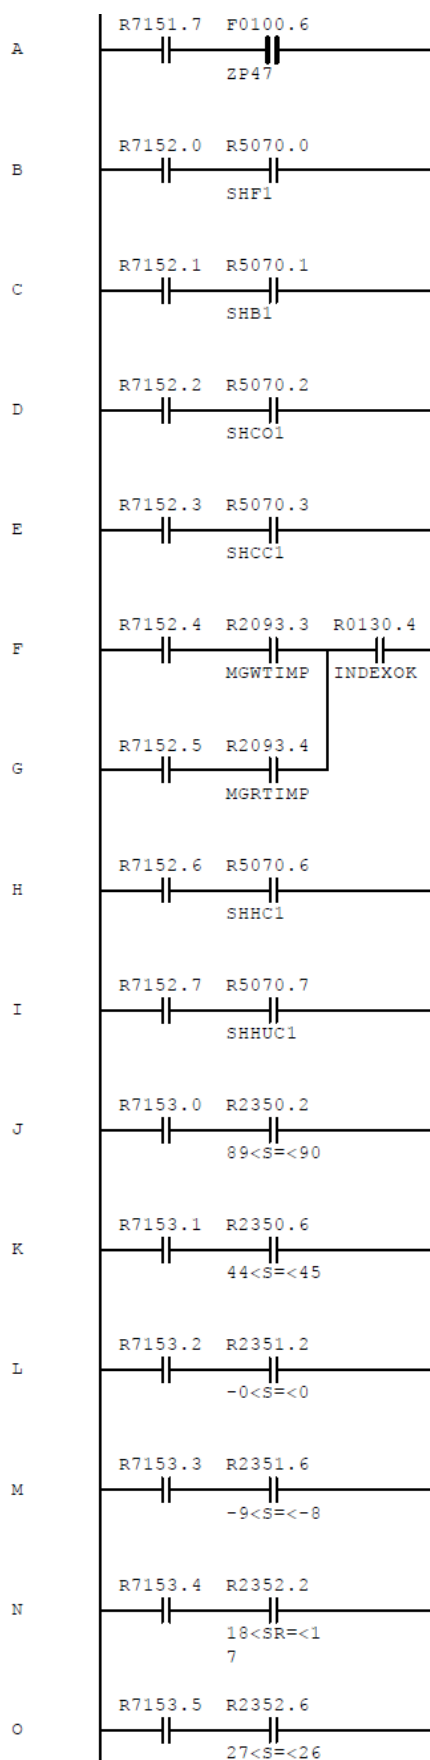 R7151.7 F0100.6
A
ZP47
R7152.0 R5070.0
B
SHF1
R7152.1 R5070.1
C
SHB1
R7152.2 R5070.2
D
SHCO1
R7152.3 R5070.3
E
SHCC1
R7152.4 R2093.3 R0130.4
F
MGWTIMP INDEXOK
R7152.5 R2093.4
G
MGRTIMP
R7152.6 R5070.6
H
SHHC1
R7152.7 R5070.7
I
SHHUC1
R7153.0 R2350.2
J
89<S=<90
R7153.1 R2350.6
K
44<S=<45
R7153.2 R2351.2
L
-0<S=<0
R7153.3 R2351.6
M
-9<S=<-8
R7153.4 R2352.2
N
18<SR=<1
7
R7153.5 R2352.6
O
27<S=<26